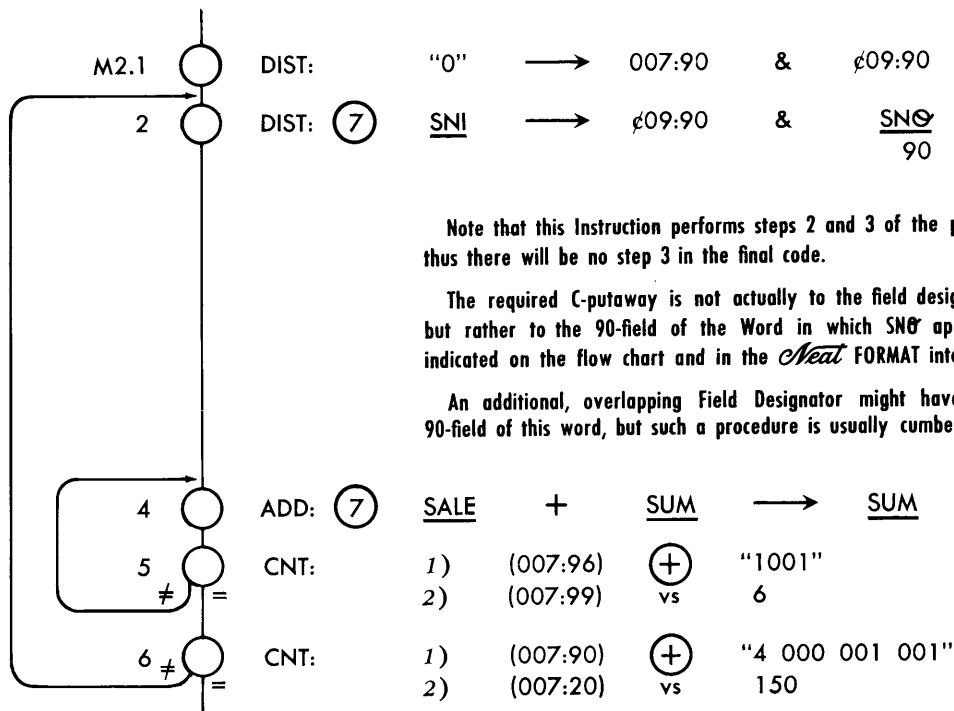 M2.1 DIST: "0" ⟶ 007:90 & ¢09:90
2 DIST: (7) SNI ⟶ ¢09:90 & SNO
90
Note that this Instruction performs steps 2 and 3 of the p
thus there will be no step 3 in the final code.
The required C-putaway is not actually to the field desig
but rather to the 90-field of the Word in which SNO ap
indicated on the flow chart and in the Neat FORMAT inte
An additional, overlapping Field Designator might have
90-field of this word, but such a procedure is usually cumbe
4 ADD: (7) SALE + SUM ⟶ SUM
5 CNT: 1) (007:96) (+) "1001"
≠ = 2) (007:99) vs 6
6 ≠ CNT: 1) (007:90) (+) "4 000 001 001"
= 2) (007:20) vs 150